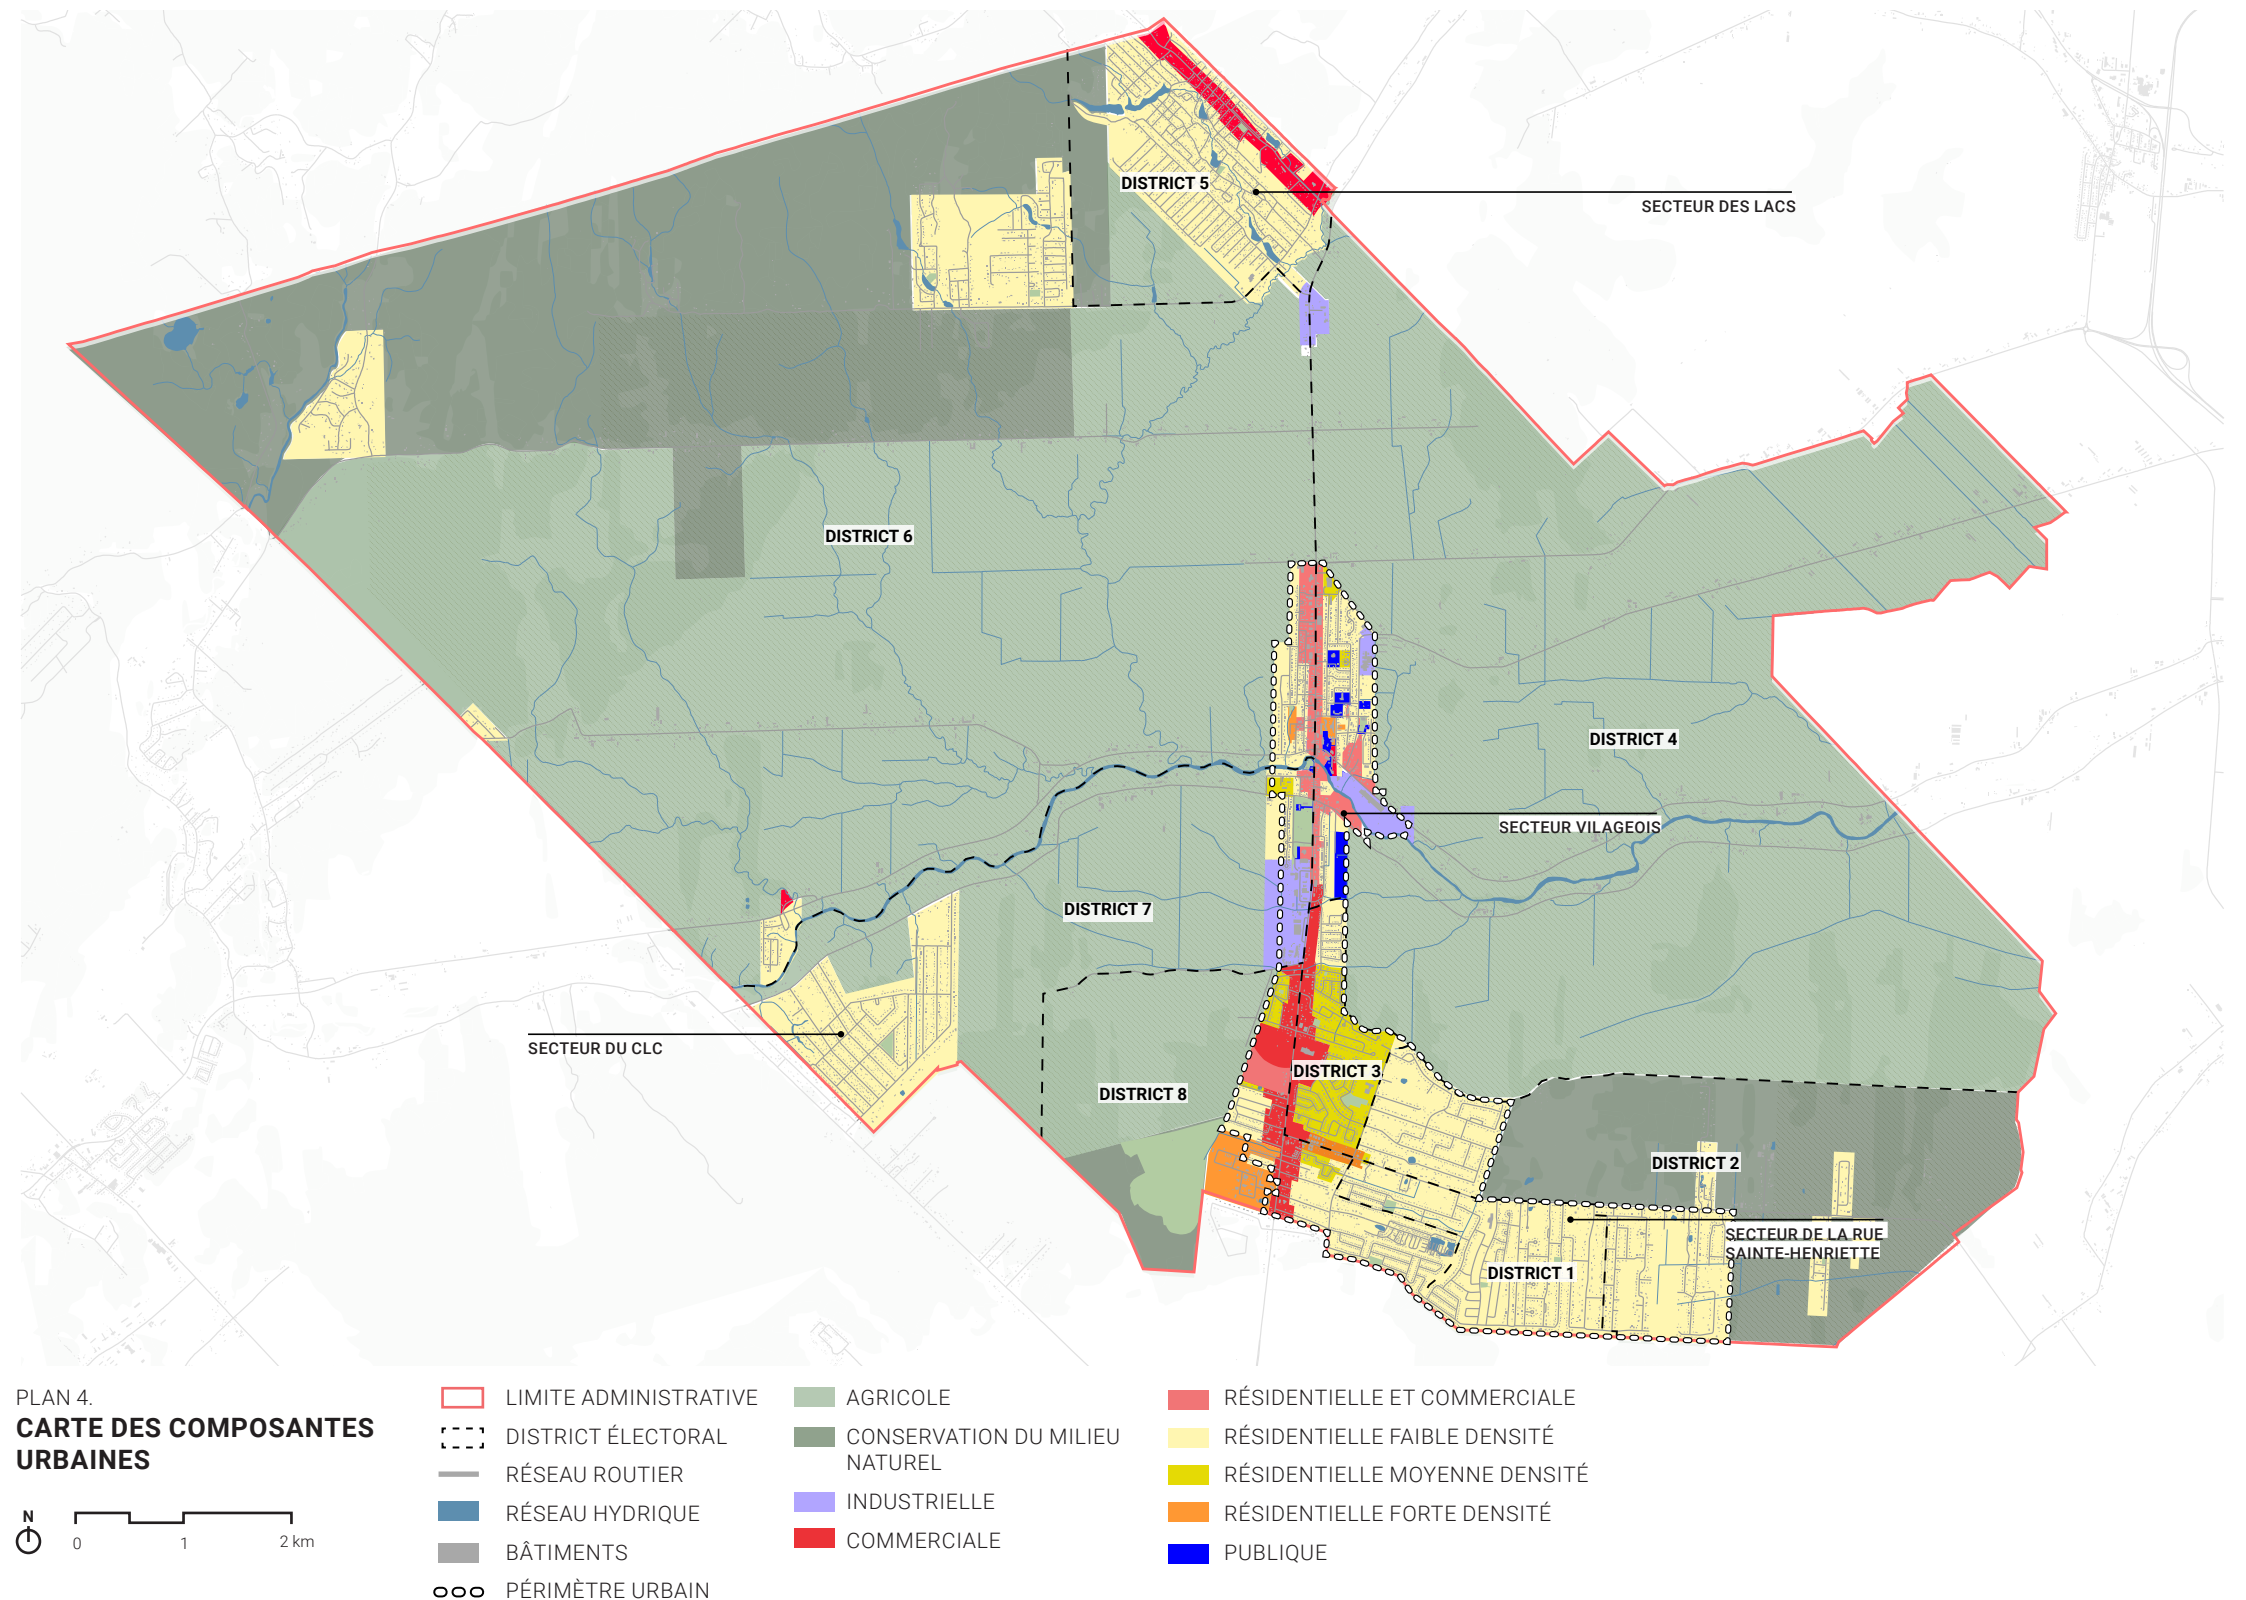 DISTRICT 5
SECTEUR DES LACS
DISTRICT 6
DISTRICT 4
SECTEUR VILAGEOIS
DISTRICT 7
SECTEUR DU CLC
DISTRICT 3
DISTRICT 8
DISTRICT 2
SECTEUR DE LA RUE
SAINTE-HENRIETTE
DISTRICT 1
PLAN 4.
CARTE DES COMPOSANTES
URBAINES
N
0 1 2 km
LIMITE ADMINISTRATIVE
DISTRICT ÉLECTORAL
RÉSEAU ROUTIER
RÉSEAU HYDRIQUE
BÂTIMENTS
PÉRIMÈTRE URBAIN
AGRICOLE
CONSERVATION DU MILIEU
NATUREL
INDUSTRIELLE
COMMERCIALE
RÉSIDENTIELLE ET COMMERCIALE
RÉSIDENTIELLE FAIBLE DENSITÉ
RÉSIDENTIELLE MOYENNE DENSITÉ
RÉSIDENTIELLE FORTE DENSITÉ
PUBLIQUE